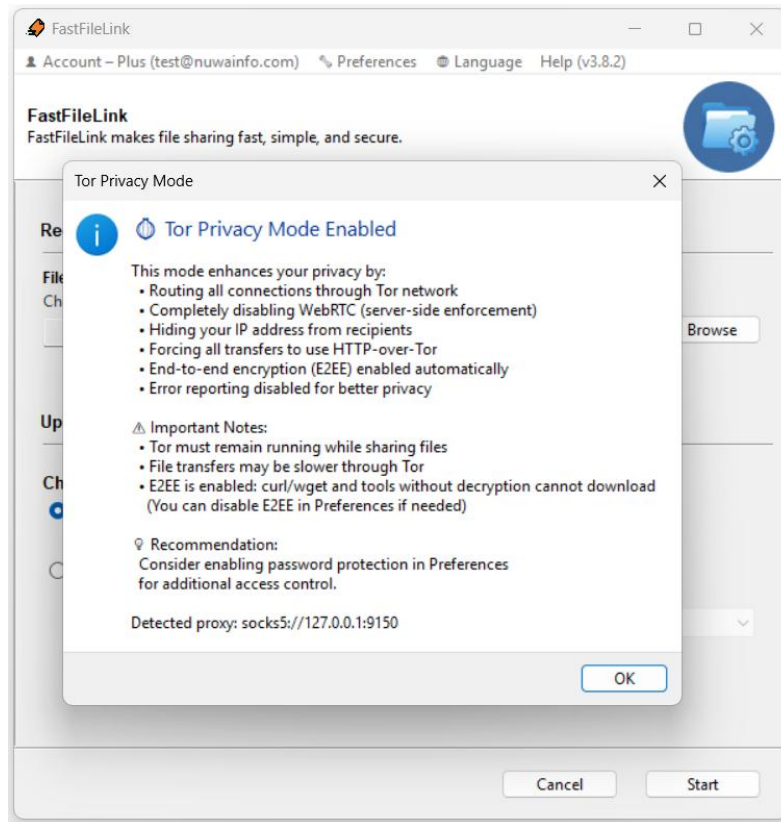 FastFileLink
Account – Plus (test@nuwainfo.com) Preferences Language Help (v3.8.2)
FastFileLink
FastFileLink makes file sharing fast, simple, and secure.
Tor Privacy Mode
Tor Privacy Mode Enabled
This mode enhances your privacy by:
• Routing all connections through Tor network
• Completely disabling WebRTC (server-side enforcement)
• Hiding your IP address from recipients
• Forcing all transfers to use HTTP-over-Tor
• End-to-end encryption (E2EE) enabled automatically
• Error reporting disabled for better privacy
⚠ Important Notes:
• Tor must remain running while sharing files
• File transfers may be slower through Tor
• E2EE is enabled: curl/wget and tools without decryption cannot download
(You can disable E2EE in Preferences if needed)
Recommendation:
Consider enabling password protection in Preferences
for additional access control.
Detected proxy: socks5://127.0.0.1:9150
OK
Re
File
Ch
Browse
Up
Ch
Cancel Start